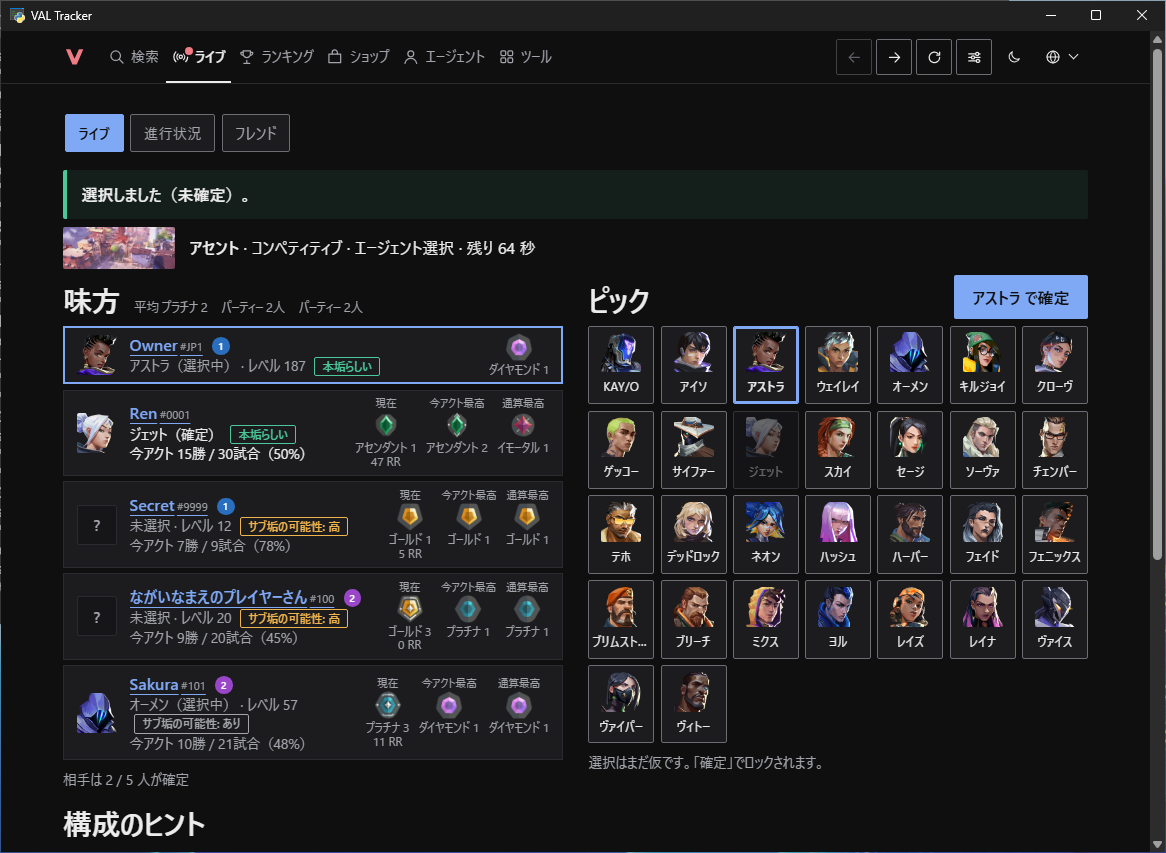 VAL Tracker
検索
ライブ
ランキング
ショップ
エージェント
ツール
ライブ
進行状況
フレンド
選択しました（未確定）。
アセント · コンペティティブ · エージェント選択 · 残り 64 秒
味方 平均 プラチナ 2 パーティー 2人 パーティー 2人
Owner #JP1 1
アストラ（選択中） · レベル 187 本垢らしい
ダイヤモンド 1
Ren #0001
ジェット（確定） 本垢らしい
今アクト 15勝 / 30試合（50%）
現在 今アクト最高 通算最高
アセンダント 1 アセンダント 2 イモータル 1
47 RR
? Secret #9999 1
未選択 · レベル 12 サブ垢の可能性: 高
今アクト 7勝 / 9試合（78%）
現在 今アクト最高 通算最高
ゴールド 1 ゴールド 1 ゴールド 1
5 RR
? ながいなまえのプレイヤーさん #100 2
未選択 · レベル 20 サブ垢の可能性: 高
今アクト 9勝 / 20試合（45%）
現在 今アクト最高 通算最高
ゴールド 3 プラチナ 1 プラチナ 1
0 RR
Sakura #101 2
オーメン（選択中） · レベル 57
サブ垢の可能性: あり
今アクト 10勝 / 21試合（48%）
現在 今アクト最高 通算最高
プラチナ 3 ダイヤモンド 1 ダイヤモンド 1
11 RR
相手は 2 / 5 人が確定
構成のヒント
ピック
アストラ で確定
KAY/O アイソ アストラ ウェイレイ オーメン キルジョイ クローヴ
ゲッコー サイファー ジェット スカイ セージ ソーヴァ チェンバー
テホ デッドロック ネオン ハッシュ ハーバー フェイド フェニックス
ブリムスト... ブリーチ ミクス ヨル レイズ レイナ ヴァイス
ヴァイパー ヴィトー
選択はまだ仮です。「確定」でロックされます。